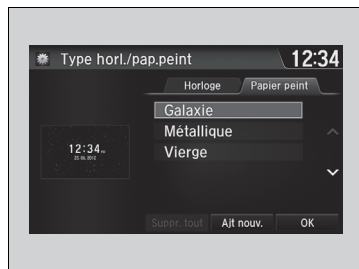 Type horl./pap.peint 12:34
Horloge Papier peint
Galaxie
Métallique
Vierge
12:34
Suppr. tout Ajt nouv. OK